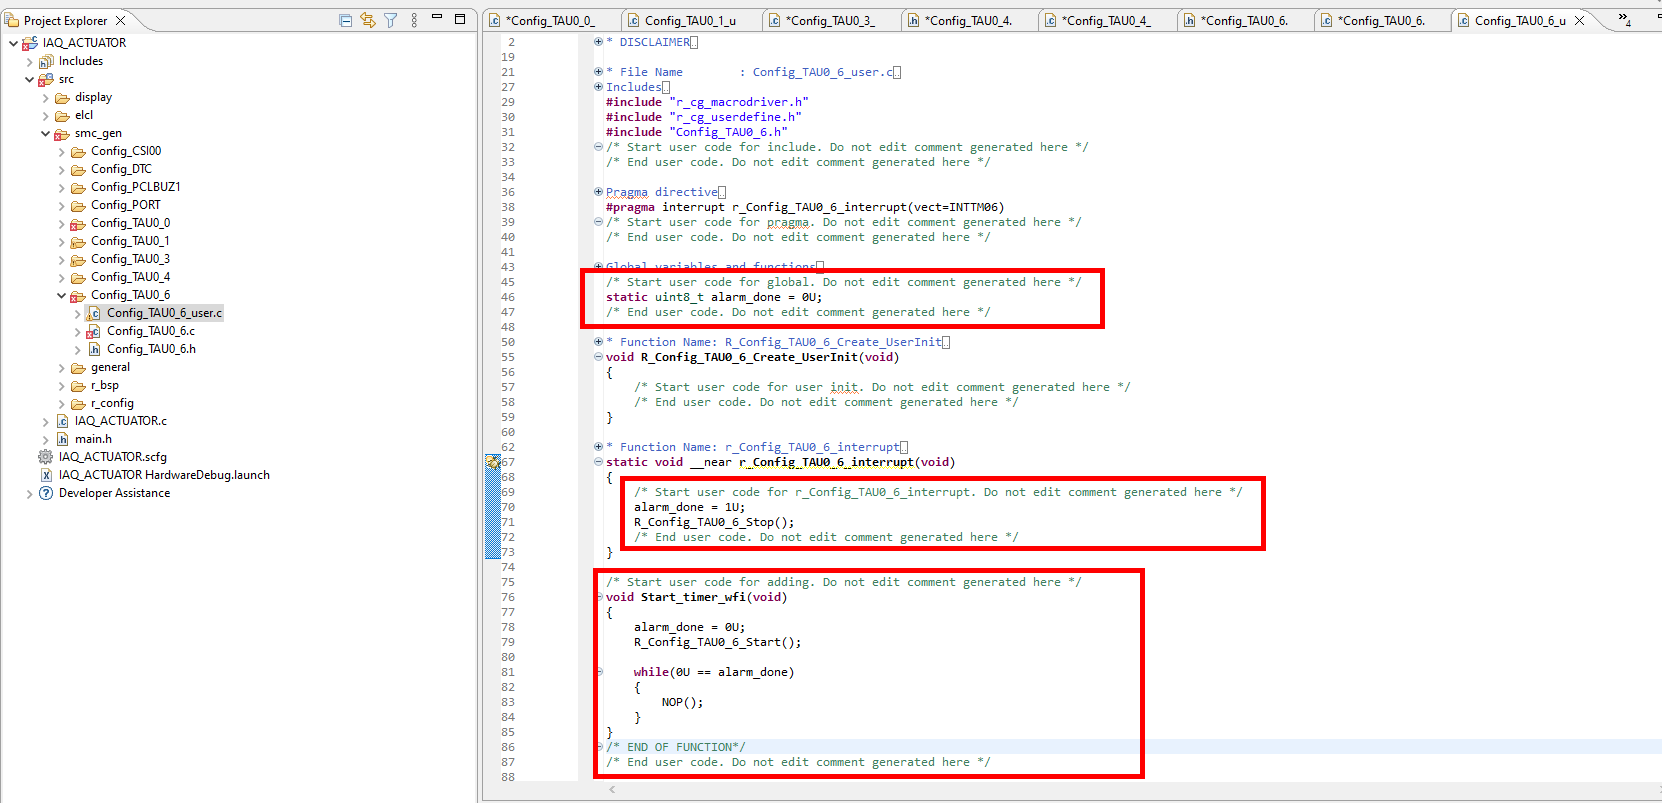 Project Explorer
IAQ_ACTUATOR
Includes
src
display
elcl
smc_gen
Config_CSI00
Config_DTC
Config_PCLBUZ1
Config_PORT
Config_TAU0_0
Config_TAU0_1
Config_TAU0_3
Config_TAU0_4
Config_TAU0_6
Config_TAU0_6_user.c
Config_TAU0_6.c
Config_TAU0_6.h
general
r_bsp
r_config
IAQ_ACTUATOR.c
main.h
IAQ_ACTUATOR.scfg
IAQ_ACTUATOR HardwareDebug.launch
Developer Assistance
*Config_TAU0_0_ Config_TAU0_1_u *Config_TAU0_3_ *Config_TAU0_4. *Config_TAU0_4_ *Config_TAU0_6. *Config_TAU0_6. Config_TAU0_6_u 4
2 * DISCLAIMER
19
21 * File Name : Config_TAU0_6_user.c
27 Includes
29 #include "r_cg_macrodriver.h"
30 #include "r_cg_userdefine.h"
31 #include "Config_TAU0_6.h"
32 /* Start user code for include. Do not edit comment generated here */
33 /* End user code. Do not edit comment generated here */
34
36 Pragma directive
38 #pragma interrupt r_Config_TAU0_6_interrupt(vect=INTTM06)
39 /* Start user code for pragma. Do not edit comment generated here */
40 /* End user code. Do not edit comment generated here */
41
43 Global variables and functions
45 /* Start user code for global. Do not edit comment generated here */
46 static uint8_t alarm_done = 0U;
47 /* End user code. Do not edit comment generated here */
48
50 * Function Name: R_Config_TAU0_6_Create_UserInit
55 void R_Config_TAU0_6_Create_UserInit(void)
56 {
57 /* Start user code for user init. Do not edit comment generated here */
58 /* End user code. Do not edit comment generated here */
59 }
60
62 * Function Name: r_Config_TAU0_6_interrupt
67 static void __near r_Config_TAU0_6_interrupt(void)
68 {
69 /* Start user code for r_Config_TAU0_6_interrupt. Do not edit comment generated here */
70 alarm_done = 1U;
71 R_Config_TAU0_6_Stop();
72 /* End user code. Do not edit comment generated here */
73 }
74
75 /* Start user code for adding. Do not edit comment generated here */
76 void Start_timer_wfi(void)
77 {
78 alarm_done = 0U;
79 R_Config_TAU0_6_Start();
80
81 while(0U == alarm_done)
82 {
83 NOP();
84 }
85 }
86 /* END OF FUNCTION*/
87 /* End user code. Do not edit comment generated here */
88